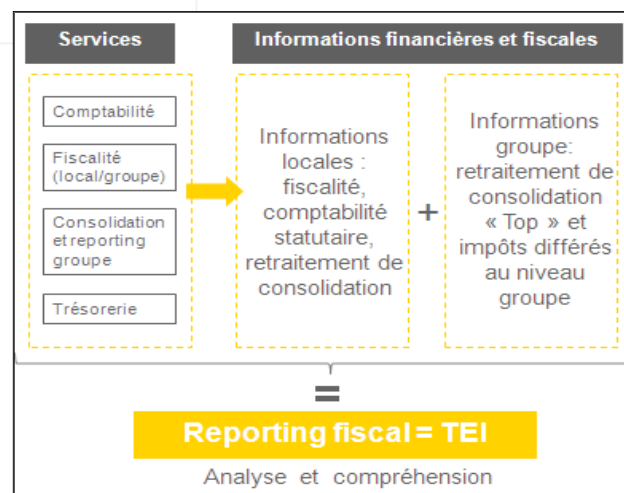 Services
Informations financières et fiscales
Comptabilité
Fiscalité
(local/groupe)
Consolidation
et reporting
groupe
Trésorerie
Informations
locales :
fiscalité,
comptabilité
statutaire,
retraitement de
consolidation
+
Informations
groupe:
retraitement de
consolidation
« Top » et
impôts différés
au niveau
groupe
=
Reporting fiscal = TEI
Analyse et compréhension